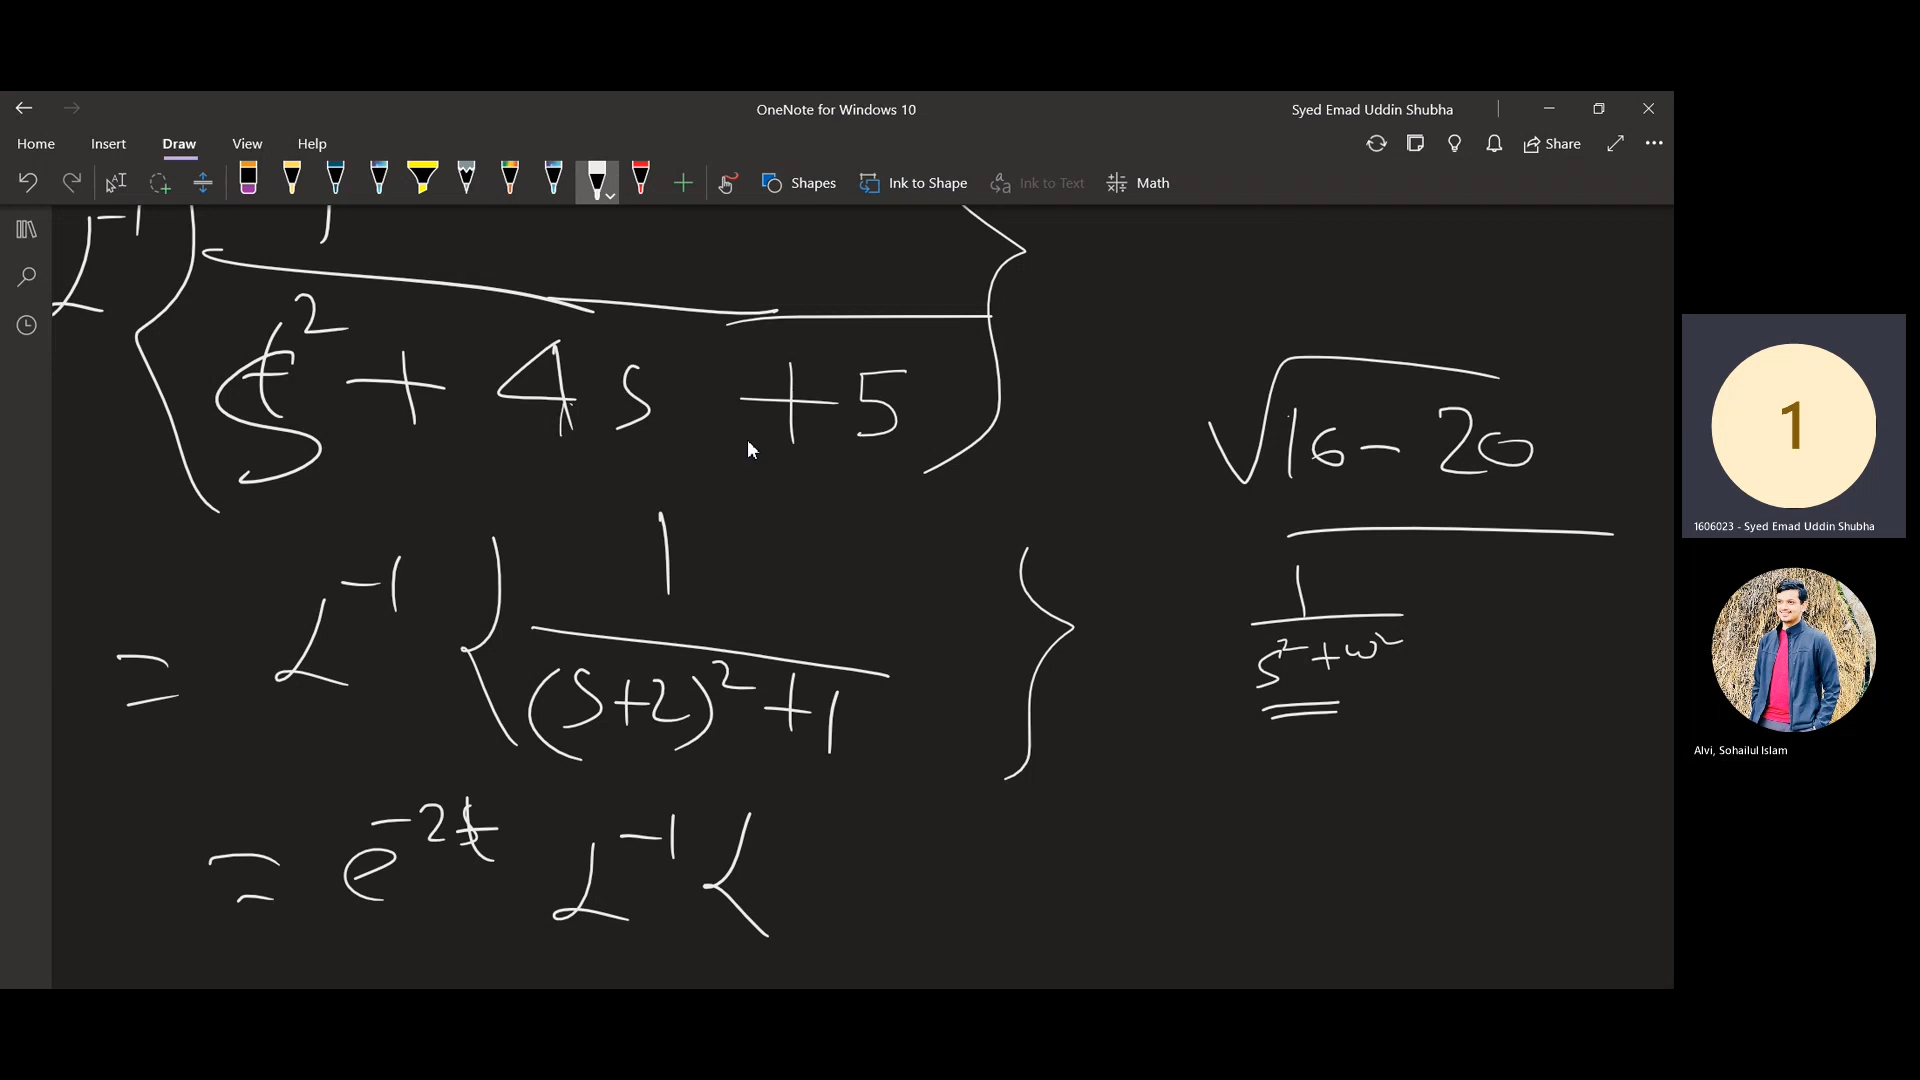 OneNote for Windows 10
Syed Emad Uddin Shubha
Home Insert Draw View Help
Share
Shapes Ink to Shape Ink to Text Math
L⁻¹ { 1
s² + 4s + 5 }
√16 - 20
= L⁻¹ { 1
(s+2)² + 1 }
1
s² + ω²
= e^-2t L⁻¹ {
1
1606023 - Syed Emad Uddin Shubha
Alvi, Sohailul Islam